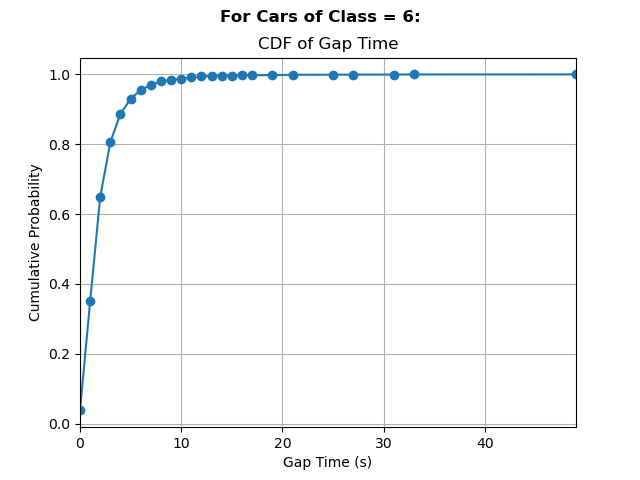 For Cars of Class = 6:
CDF of Gap Time
1.0
0.8
0.6
0.4
0.2
0.0
Cumulative Probability
0 10 20 30 40
Gap Time (s)